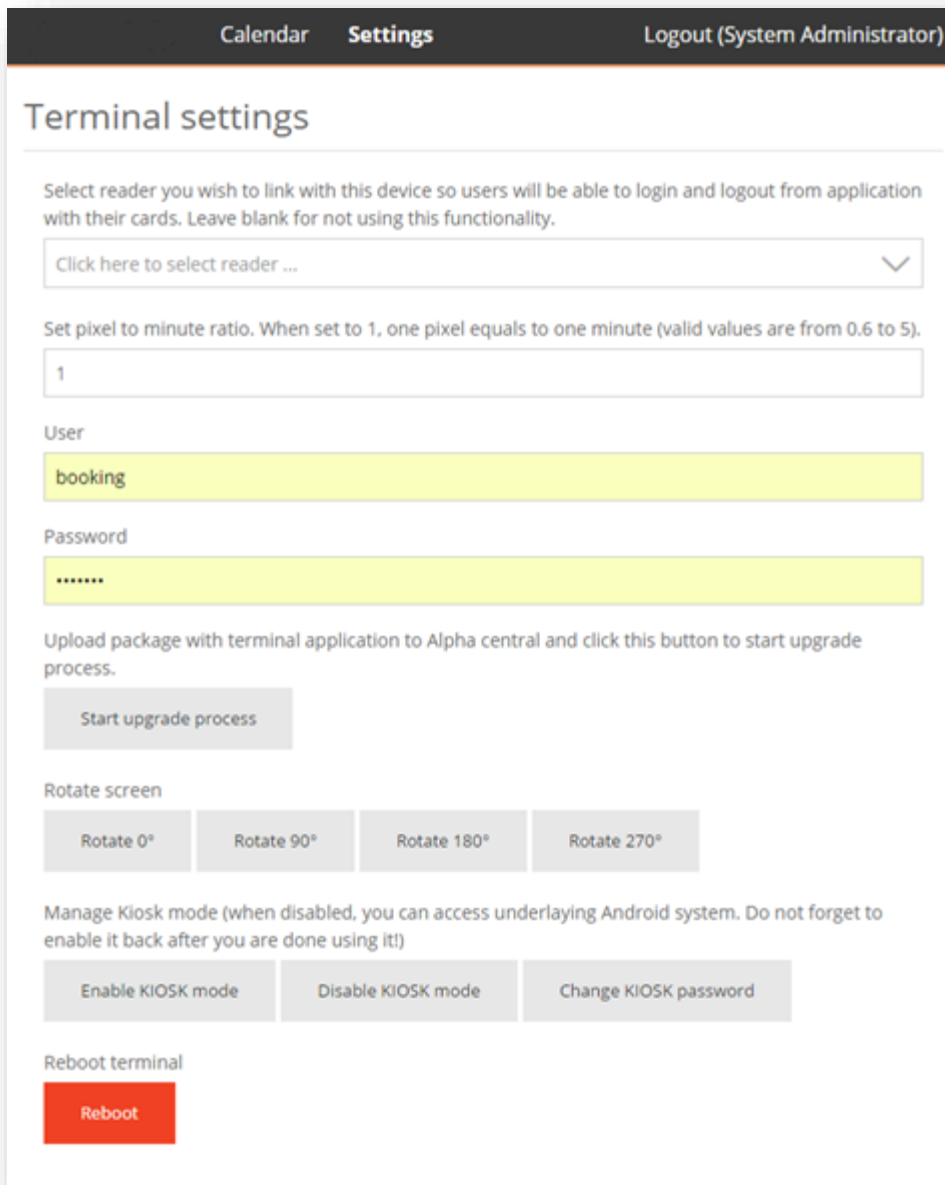 Calendar Settings Logout (System Administrator)
Terminal settings
Select reader you wish to link with this device so users will be able to login and logout from application
with their cards. Leave blank for not using this functionality.
Click here to select reader ...
Set pixel to minute ratio. When set to 1, one pixel equals to one minute (valid values are from 0.6 to 5).
1
User
booking
Password
•••••••
Upload package with terminal application to Alpha central and click this button to start upgrade
process.
Start upgrade process
Rotate screen
Rotate 0° Rotate 90° Rotate 180° Rotate 270°
Manage Kiosk mode (when disabled, you can access underlaying Android system. Do not forget to
enable it back after you are done using it!)
Enable KIOSK mode Disable KIOSK mode Change KIOSK password
Reboot terminal
Reboot